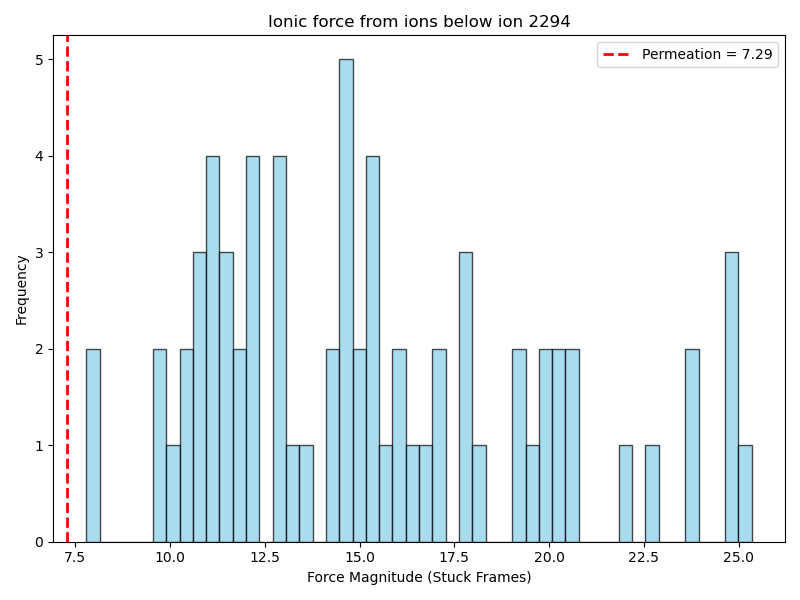 Ionic force from ions below ion 2294
Permeation = 7.29
5
4
3
2
1
0
Frequency
7.5 10.0 12.5 15.0 17.5 20.0 22.5 25.0
Force Magnitude (Stuck Frames)